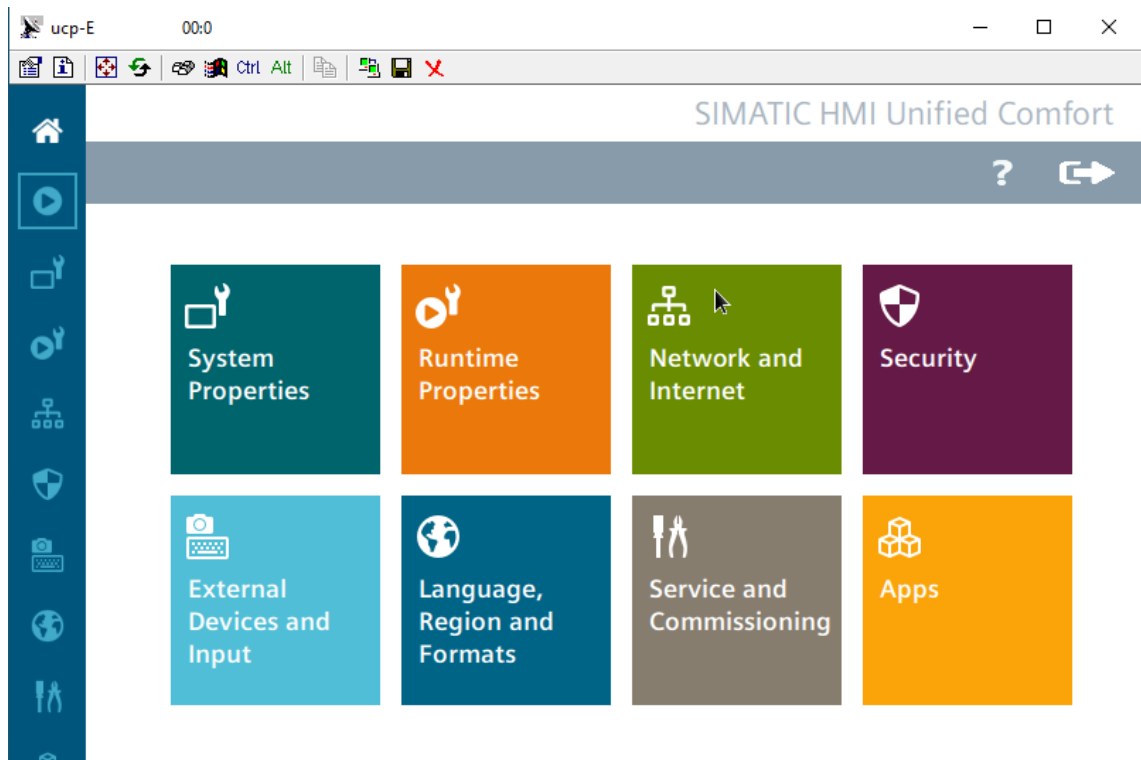 ucp-E 00:0
Ctrl Alt
SIMATIC HMI Unified Comfort
?
System
Properties
Runtime
Properties
Network and
Internet
Security
External
Devices and
Input
Language,
Region and
Formats
Service and
Commissioning
Apps